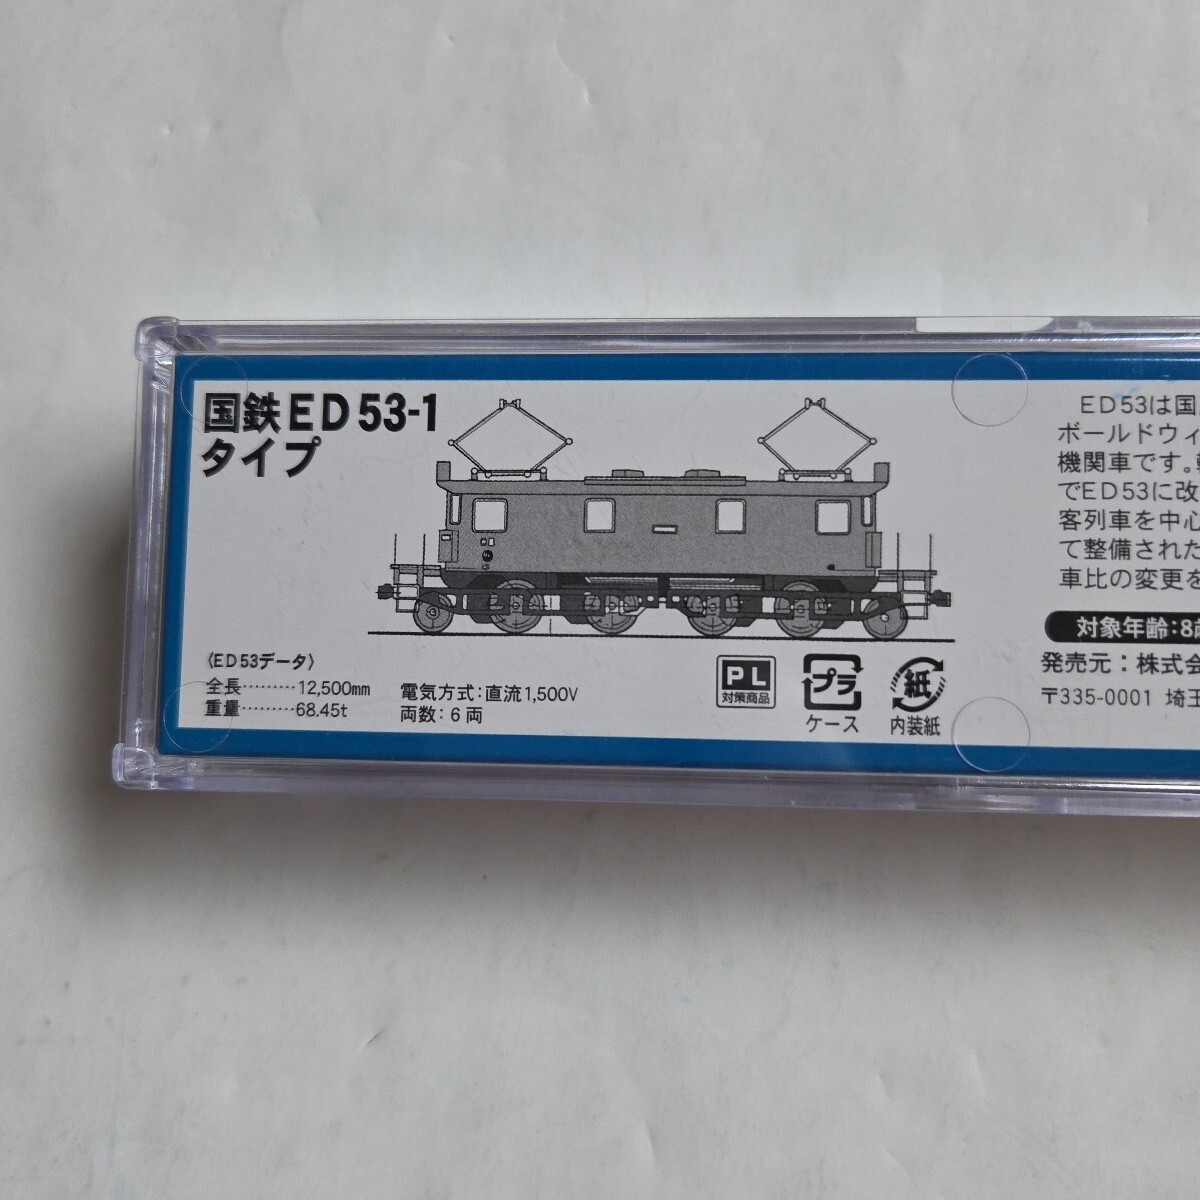 国鉄ED53-1
タイプ
〈ED53データ〉
全長………12,500mm
重量………68.45t
電気方式：直流1,500V
両数：6両
PL
対策商品
プラ
ケース
紙
内装紙
ED53は国
ボールドウィ
機関車です。
でED53に改
客列車を中心
て整備された
車比の変更を
対象年齢：8
発売元：株式会
〒335-0001 埼玉